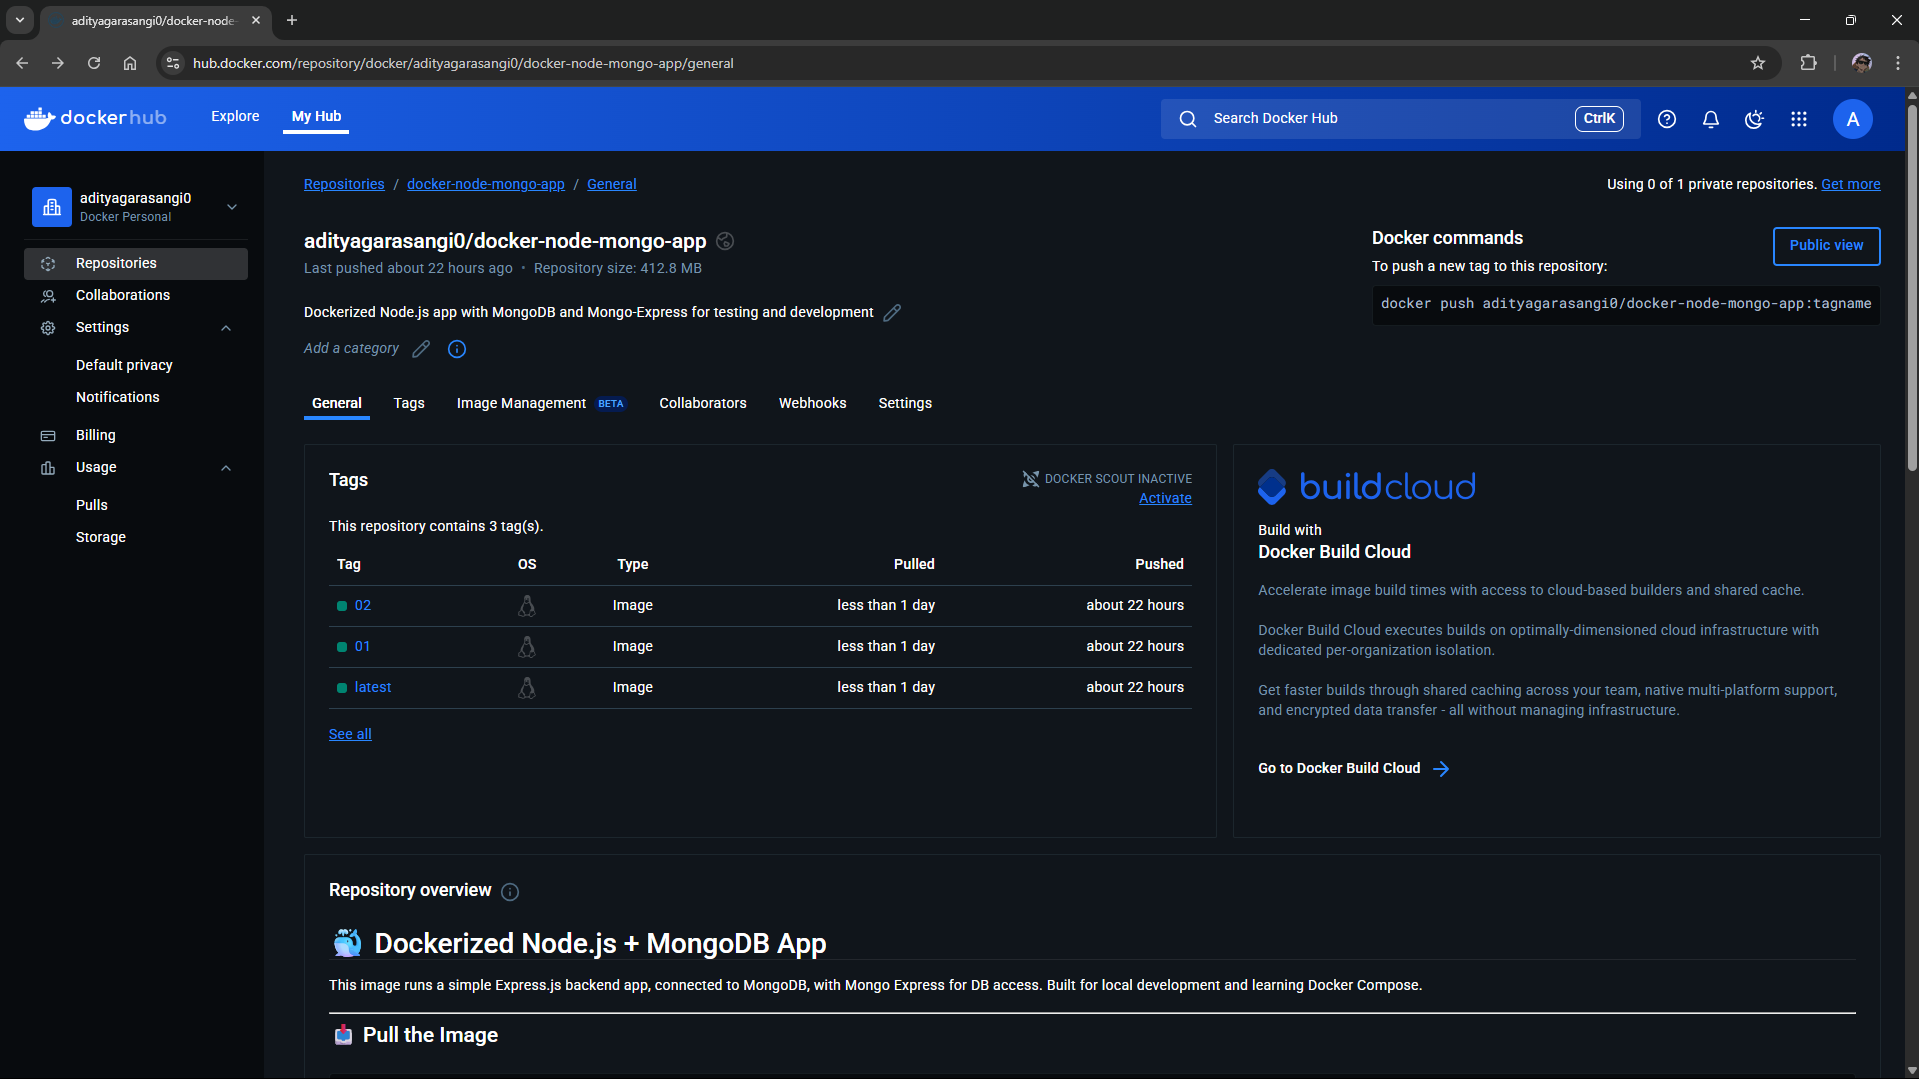 adityagarasangi0/docker-node-
hub.docker.com/repository/docker/adityagarasangi0/docker-node-mongo-app/general
dockerhub
Explore
My Hub
Search Docker Hub
CtrlK
A
adityagarasangi0
Docker Personal
Repositories
Collaborations
Settings
Default privacy
Notifications
Billing
Usage
Pulls
Storage
Repositories / docker-node-mongo-app / General
Using 0 of 1 private repositories. Get more
adityagarasangi0/docker-node-mongo-app
Last pushed about 22 hours ago • Repository size: 412.8 MB
Dockerized Node.js app with MongoDB and Mongo-Express for testing and development
Add a category
Docker commands
Public view
To push a new tag to this repository:
docker push adityagarasangi0/docker-node-mongo-app:tagname
General
Tags
Image Management BETA
Collaborators
Webhooks
Settings
Tags
DOCKER SCOUT INACTIVE
Activate
This repository contains 3 tag(s).
Tag OS Type Pulled Pushed
02 Image less than 1 day about 22 hours
01 Image less than 1 day about 22 hours
latest Image less than 1 day about 22 hours
See all
buildcloud
Build with
Docker Build Cloud
Accelerate image build times with access to cloud-based builders and shared cache.
Docker Build Cloud executes builds on optimally-dimensioned cloud infrastructure with
dedicated per-organization isolation.
Get faster builds through shared caching across your team, native multi-platform support,
and encrypted data transfer - all without managing infrastructure.
Go to Docker Build Cloud
Repository overview
Dockerized Node.js + MongoDB App
This image runs a simple Express.js backend app, connected to MongoDB, with Mongo Express for DB access. Built for local development and learning Docker Compose.
Pull the Image